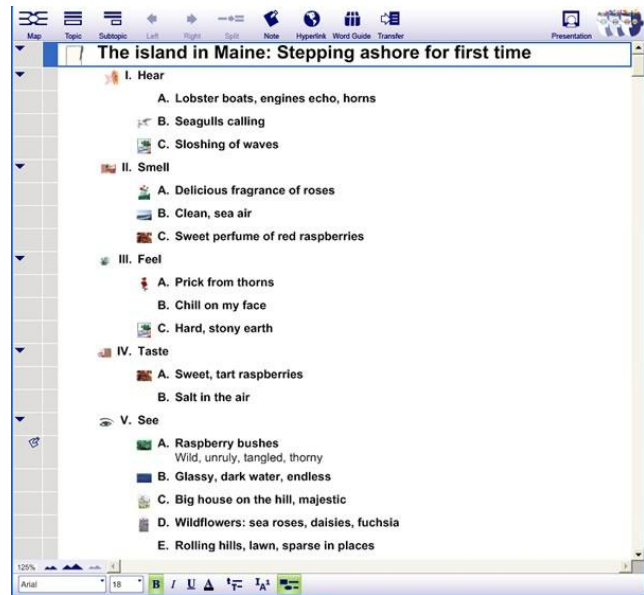 Map Topic Subtopic Left Right Split Note Hyperlink Word Guide Transfer Presentation
The island in Maine: Stepping ashore for first time
I. Hear
A. Lobster boats, engines echo, horns
B. Seagulls calling
C. Sloshing of waves
II. Smell
A. Delicious fragrance of roses
B. Clean, sea air
C. Sweet perfume of red raspberries
III. Feel
A. Prick from thorns
B. Chill on my face
C. Hard, stony earth
IV. Taste
A. Sweet, tart raspberries
B. Salt in the air
V. See
A. Raspberry bushes
Wild, unruly, tangled, thorny
B. Glassy, dark water, endless
C. Big house on the hill, majestic
D. Wildflowers: sea roses, daisies, fuchsia
E. Rolling hills, lawn, sparse in places
125%
Arial 18 B I U A